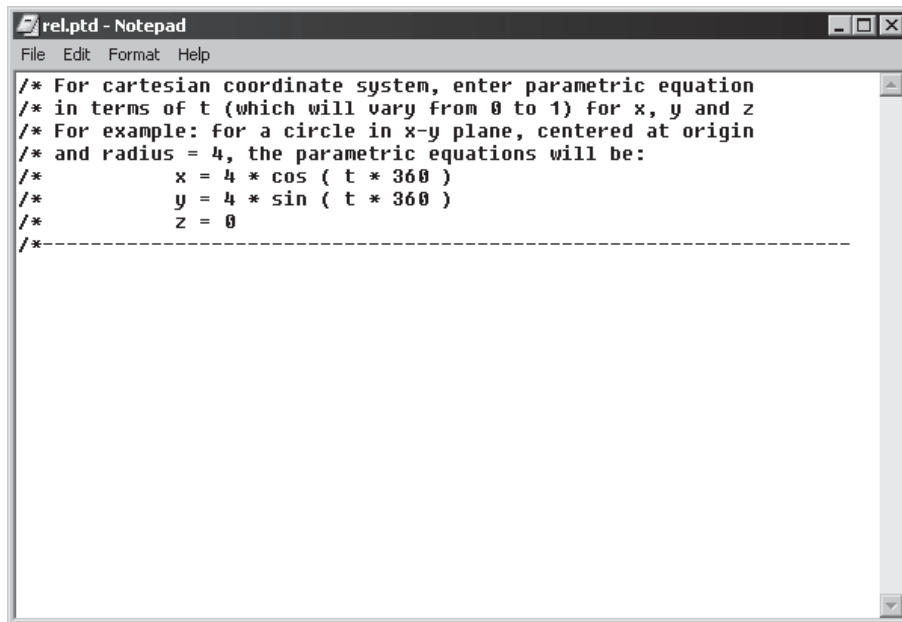 rel.ptd - Notepad
File Edit Format Help
/* For cartesian coordinate system, enter parametric equation
/* in terms of t (which will vary from 0 to 1) for x, y and z
/* For example: for a circle in x-y plane, centered at origin
/* and radius = 4, the parametric equations will be:
/*           x = 4 * cos ( t * 360 )
/*           y = 4 * sin ( t * 360 )
/*           z = 0
/*-------------------------------------------------------------------